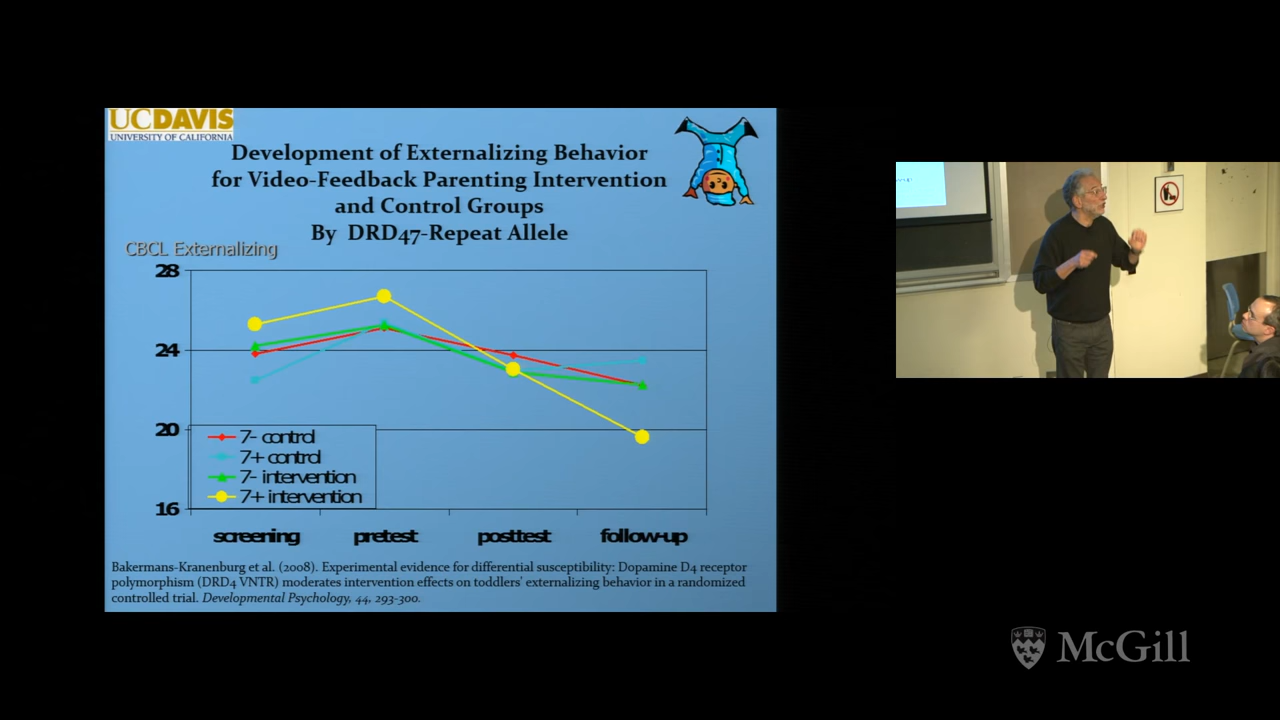 UCDAVIS
UNIVERSITY OF CALIFORNIA
Development of Externalizing Behavior
for Video-Feedback Parenting Intervention
and Control Groups
By DRD47-Repeat Allele
CBCL Externalizing
28
24
20
16
7- control
7+ control
7- intervention
7+ intervention
screening pretest posttest follow-up
Bakermans-Kranenburg et al. (2008). Experimental evidence for differential susceptibility: Dopamine D4 receptor
polymorphism (DRD4 VNTR) moderates intervention effects on toddlers' externalizing behavior in a randomized
controlled trial. Developmental Psychology, 44, 293-300.
McGill